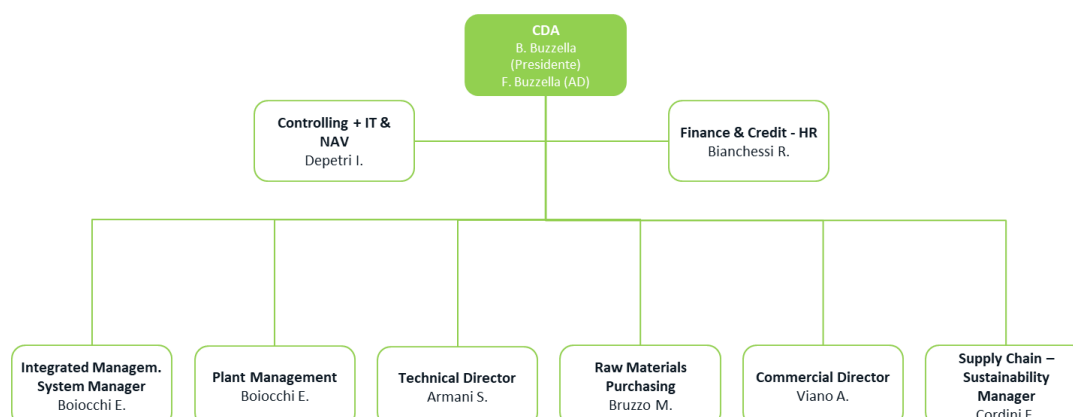 CDA
B. Buzzella
(Presidente)
F. Buzzella (AD)
Controlling + IT &
NAV
Depetri I.
Finance & Credit - HR
Bianchessi R.
Integrated Managem.
System Manager
Boiocchi E.
Plant Management
Boiocchi E.
Technical Director
Armani S.
Raw Materials
Purchasing
Bruzzo M.
Commercial Director
Viano A.
Supply Chain –
Sustainability
Manager
Cordini F.